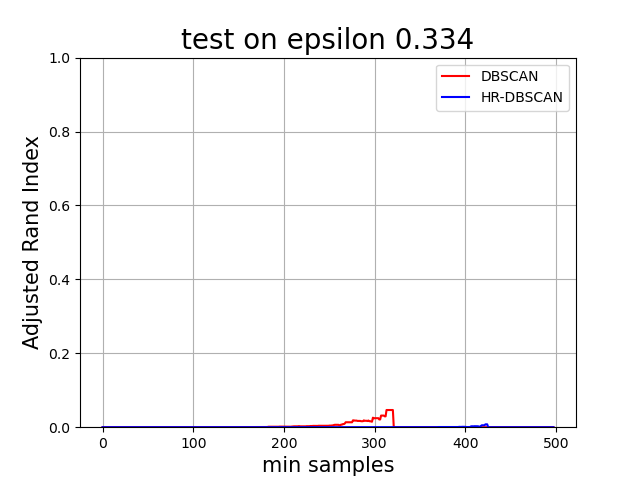 test on epsilon 0.334
DBSCAN
HR-DBSCAN
Adjusted Rand Index
1.0
0.8
0.6
0.4
0.2
0.0
0 100 200 300 400 500
min samples